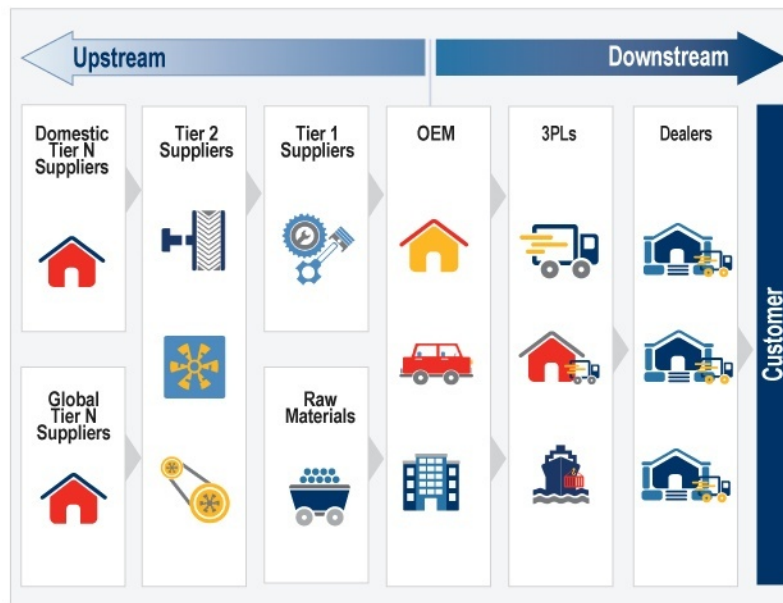 Upstream
Downstream
Domestic
Tier N
Suppliers
Tier 2
Suppliers
Tier 1
Suppliers
OEM
3PLs
Dealers
Global
Tier N
Suppliers
Raw
Materials
Customer